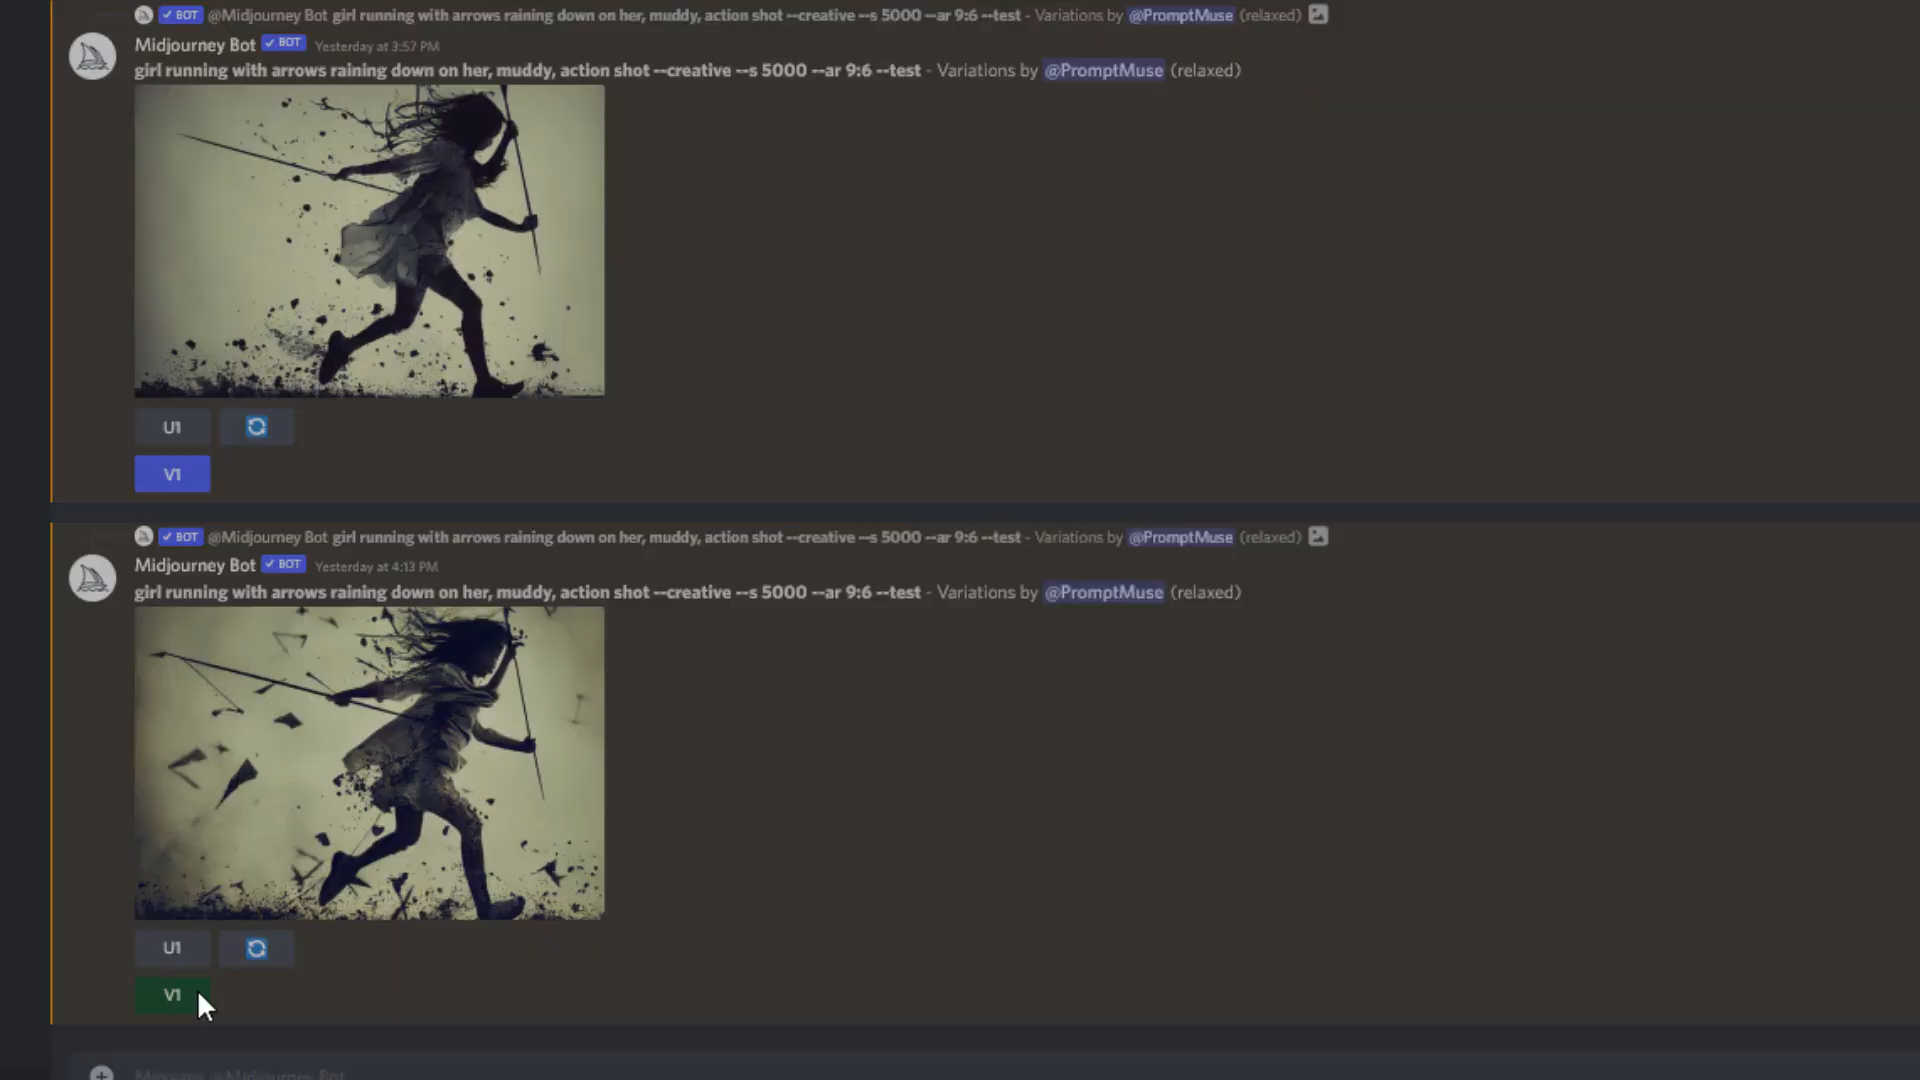 BOT @Midjourney Bot girl running with arrows raining down on her, muddy, action shot --creative --s 5000 --ar 9:6 --test - Variations by @PromptMuse (relaxed)
Midjourney Bot BOT Yesterday at 3:57 PM
girl running with arrows raining down on her, muddy, action shot --creative --s 5000 --ar 9:6 --test - Variations by @PromptMuse (relaxed)
U1
V1
BOT @Midjourney Bot girl running with arrows raining down on her, muddy, action shot --creative --s 5000 --ar 9:6 --test - Variations by @PromptMuse (relaxed)
Midjourney Bot BOT Yesterday at 4:13 PM
girl running with arrows raining down on her, muddy, action shot --creative --s 5000 --ar 9:6 --test - Variations by @PromptMuse (relaxed)
U1
V1
Message @Midjourney Bot